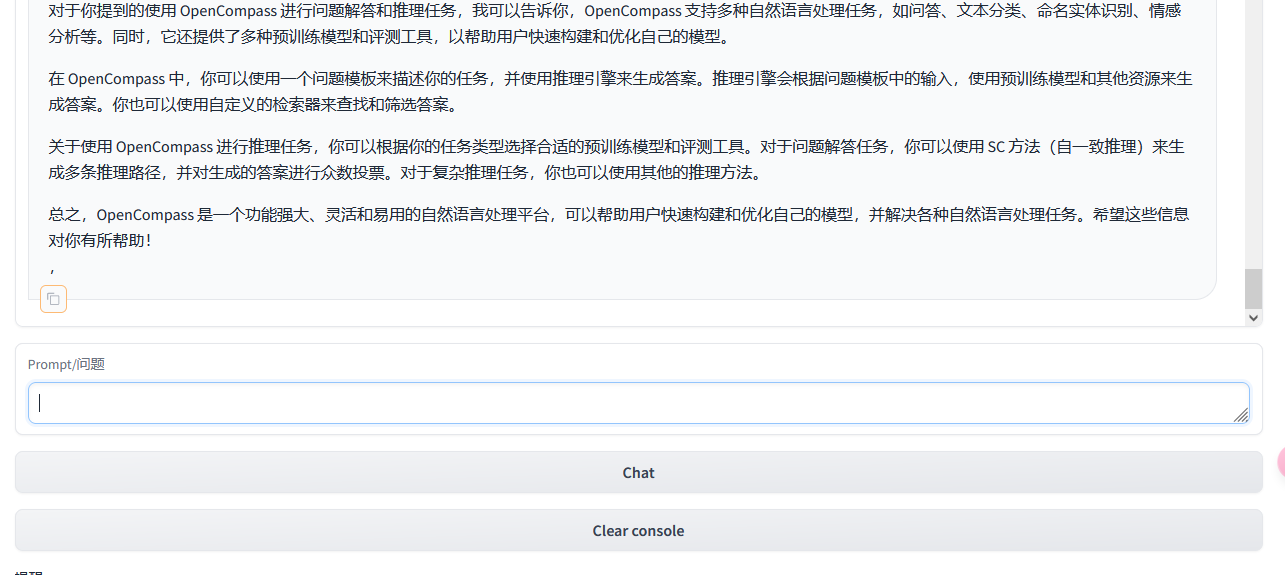 对于你提到的使用 OpenCompass 进行问题解答和推理任务，我可以告诉你，OpenCompass 支持多种自然语言处理任务，如问答、文本分类、命名实体识别、情感
分析等。同时，它还提供了多种预训练模型和评测工具，以帮助用户快速构建和优化自己的模型。
在 OpenCompass 中，你可以使用一个问题模板来描述你的任务，并使用推理引擎来生成答案。推理引擎会根据问题模板中的输入，使用预训练模型和其他资源来生
成答案。你也可以使用自定义的检索器来查找和筛选答案。
关于使用 OpenCompass 进行推理任务，你可以根据你的任务类型选择合适的预训练模型和评测工具。对于问题解答任务，你可以使用 SC 方法（自一致推理）来生
成多条推理路径，并对生成的答案进行众数投票。对于复杂推理任务，你也可以使用其他的推理方法。
总之，OpenCompass 是一个功能强大、灵活和易用的自然语言处理平台，可以帮助用户快速构建和优化自己的模型，并解决各种自然语言处理任务。希望这些信息
对你有所帮助！
,
Prompt/问题
Chat
Clear console